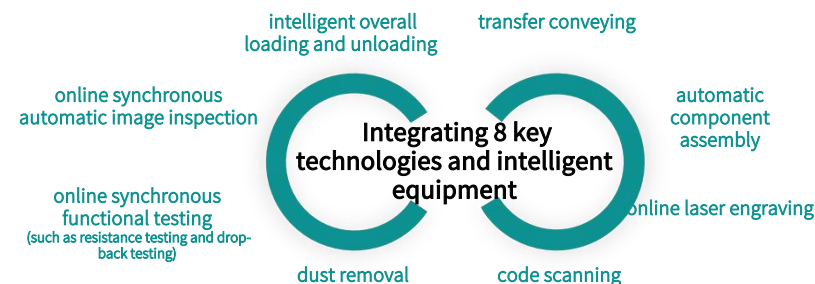 intelligent overall
loading and unloading
transfer conveying
online synchronous
automatic image inspection
automatic
component
assembly
Integrating 8 key
technologies and intelligent
equipment
online synchronous
functional testing
(such as resistance testing and drop-
back testing)
online laser engraving
dust removal
code scanning